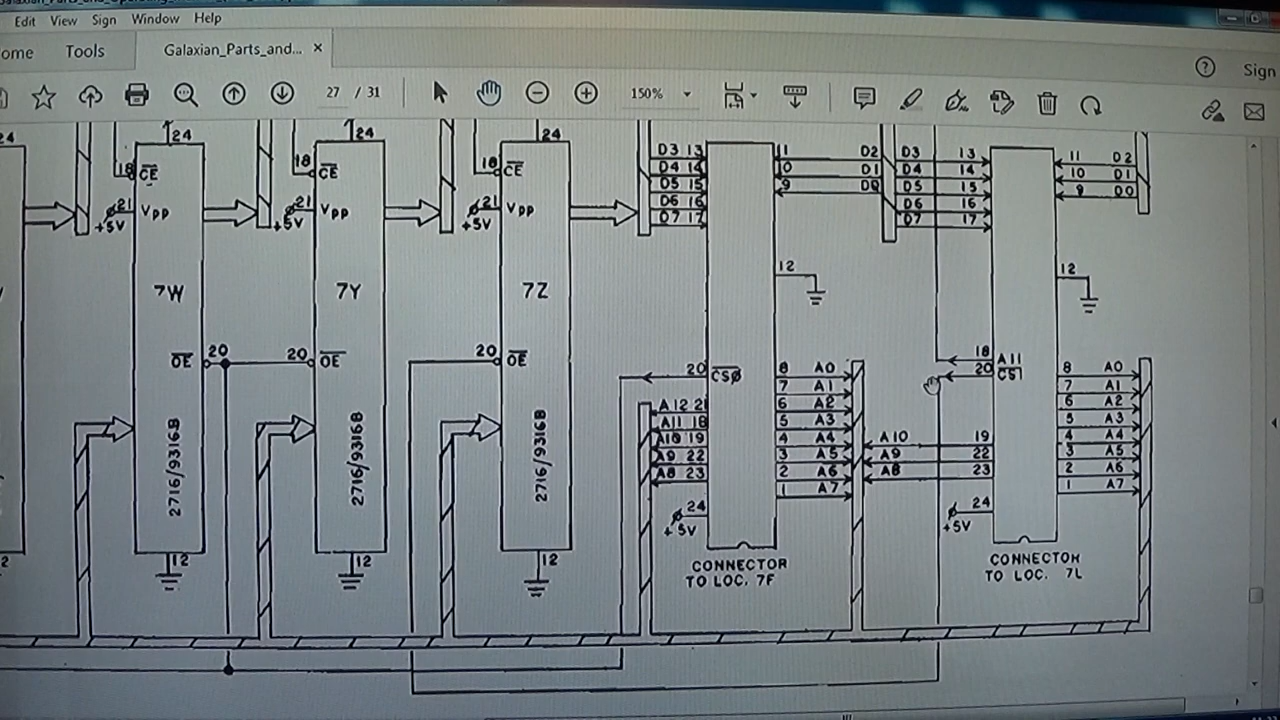 Edit View Sign Window Help
ome Tools Galaxian_Parts_and... ×
27 / 31 150% Sign
24 24 24 24
18 CE 18 CE 18 CE
21 VPP 21 VPP 21 VPP
+5V +5V +5V
D3 13 11 D2 D3 13 11 D2
D4 14 10 D1 D4 14 10 D1
D5 15 9 D0 D5 15 9 D0
D6 16 D6 16
D7 17 D7 17
12 12
7W 7Y 7Z
OE 20 20 OE 20 OE
18 A11
20 CSØ 8 A0 20 CS1 8 A0
7 A1 7 A1
A12 21 6 A2 6 A2
A11 18 5 A3 5 A3
A10 19 4 A4 A10 19 4 A4
A9 22 3 A5 A9 22 3 A5
A8 23 2 A6 A8 23 2 A6
1 A7 1 A7
24 24
+5V +5V
2716/9316B 2716/9316B 2716/9316B
2 12 12 12
CONNECTOR CONNECTOR
TO LOC. 7F TO LOC. 7L